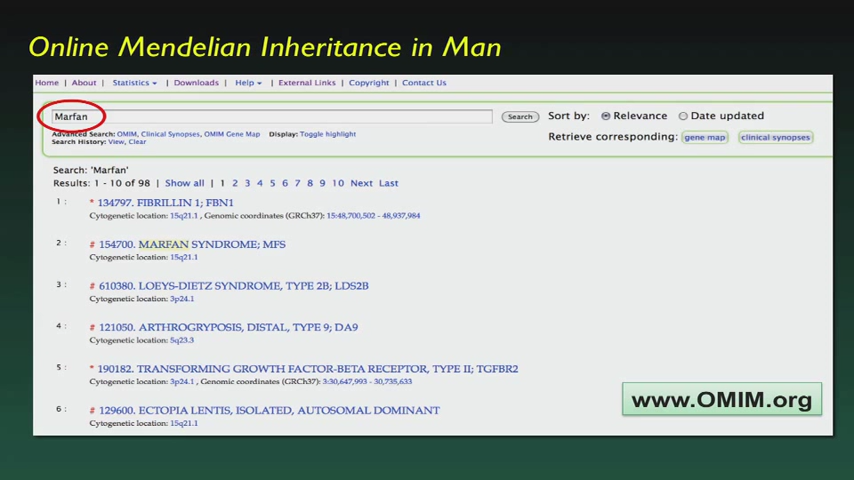 Online Mendelian Inheritance in Man
Home | About | Statistics | Downloads | Help | External Links | Copyright | Contact Us
Marfan Search Sort by: Relevance Date updated
Advanced Search: OMIM, Clinical Synopses, OMIM Gene Map Display: Toggle highlight
Search History: View, Clear
Retrieve corresponding: gene map clinical synopses
Search: 'Marfan'
Results: 1 - 10 of 98 | Show all | 1 2 3 4 5 6 7 8 9 10 Next Last
1 : * 134797. FIBRILLIN 1; FBN1
Cytogenetic location: 15q21.1 , Genomic coordinates (GRCh37): 15:48,700,502 - 48,937,984
2 : # 154700. MARFAN SYNDROME; MFS
Cytogenetic location: 15q21.1
3 : # 610380. LOEYS-DIETZ SYNDROME, TYPE 2B; LDS2B
Cytogenetic location: 3p24.1
4 : # 121050. ARTHROGRYPOSIS, DISTAL, TYPE 9; DA9
Cytogenetic location: 5q23.3
5 : * 190182. TRANSFORMING GROWTH FACTOR-BETA RECEPTOR, TYPE II; TGFBR2
Cytogenetic location: 3p24.1 , Genomic coordinates (GRCh37): 3:30,647,993 - 30,735,633
6 : # 129600. ECTOPIA LENTIS, ISOLATED, AUTOSOMAL DOMINANT
Cytogenetic location: 15q21.1
www.OMIM.org